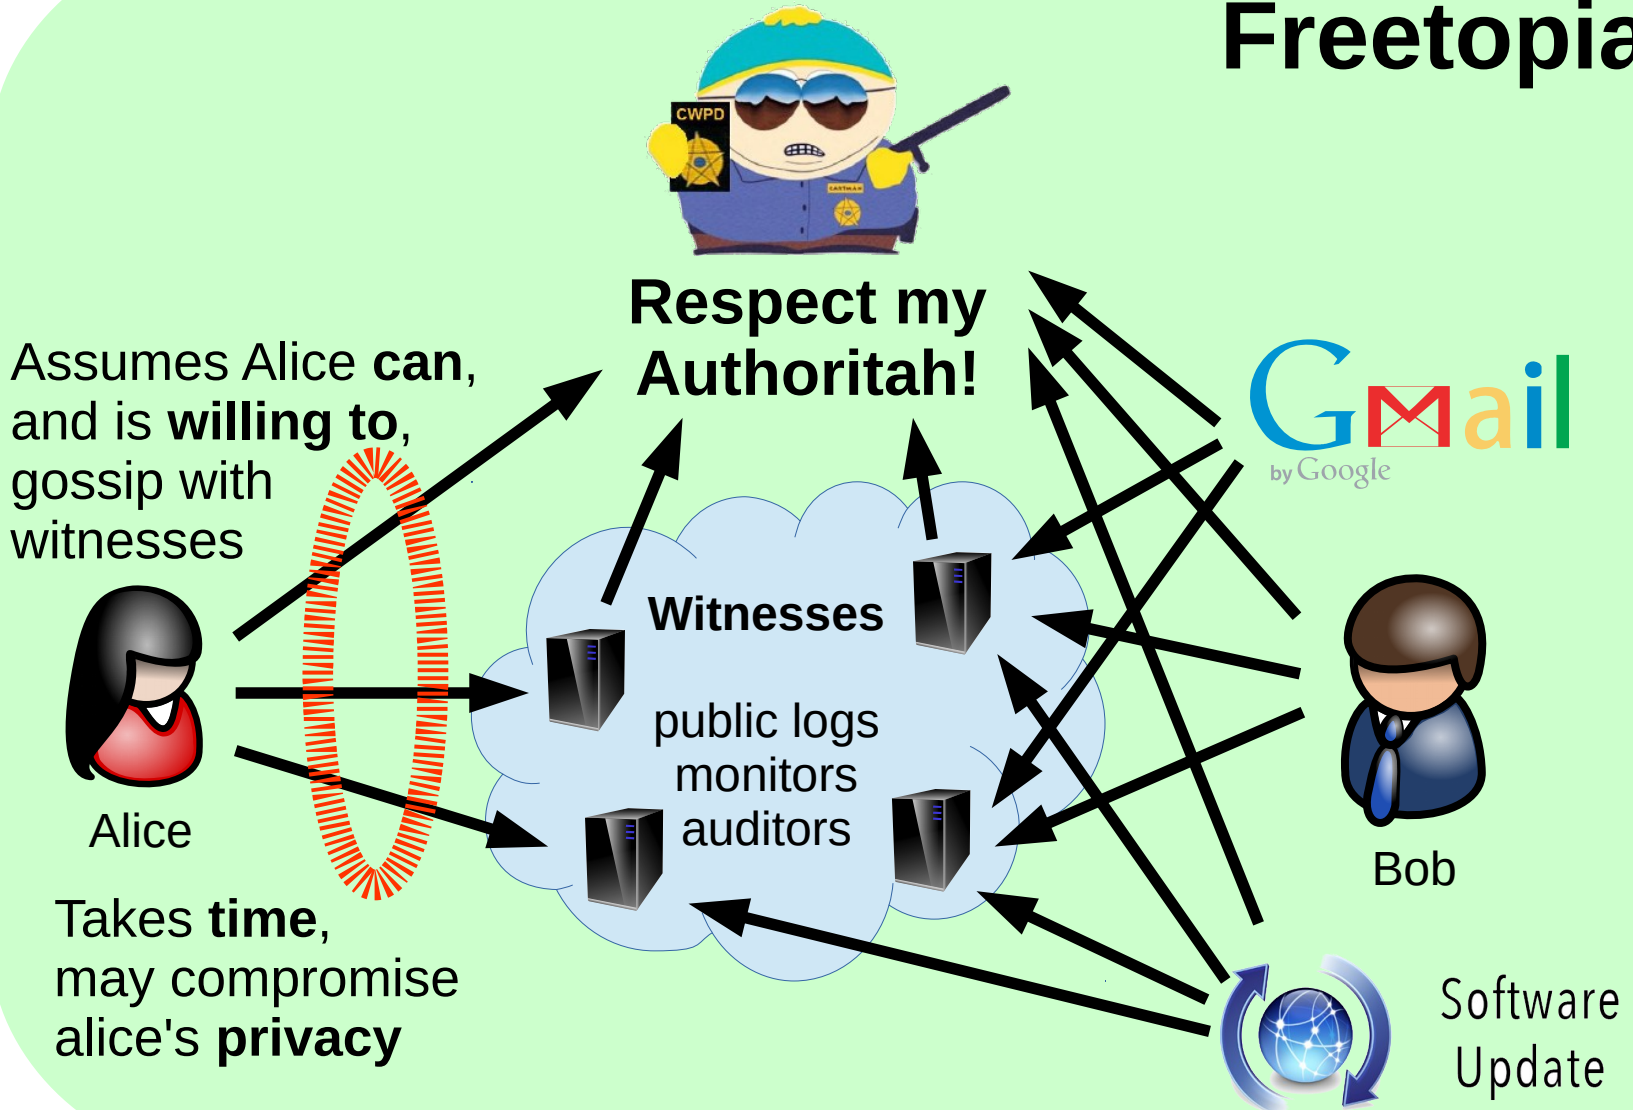 Freetopia
CWPD
CARTMAN
Respect my
Authoritah!
Assumes Alice can,
and is willing to,
gossip with
witnesses
Gmail
by Google
Witnesses
public logs
monitors
auditors
Alice
Bob
Takes time,
may compromise
alice's privacy
Software
Update